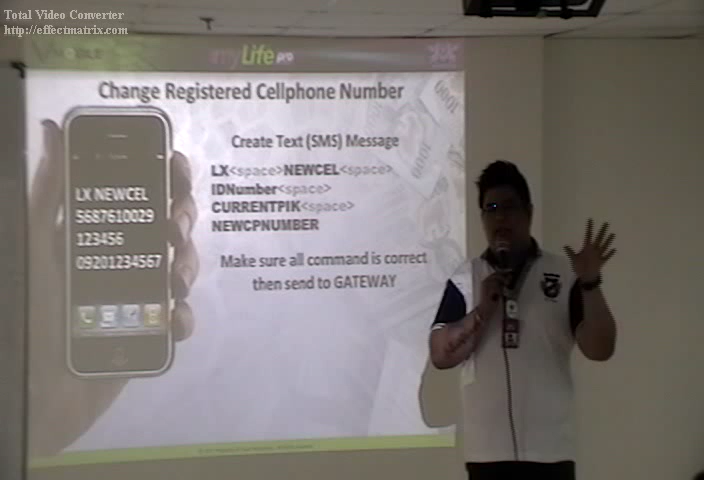 Total Video Converter
http://effectmatrix.com
myLife pro
Change Registered Cellphone Number
Create Text (SMS) Message
LX<space>NEWCEL<space>
IDNumber<space>
CURRENTPIK<space>
NEWCPNUMBER
Make sure all command is correct
then send to GATEWAY
LX NEWCEL
5687610029
123456
09201234567
1000
1000